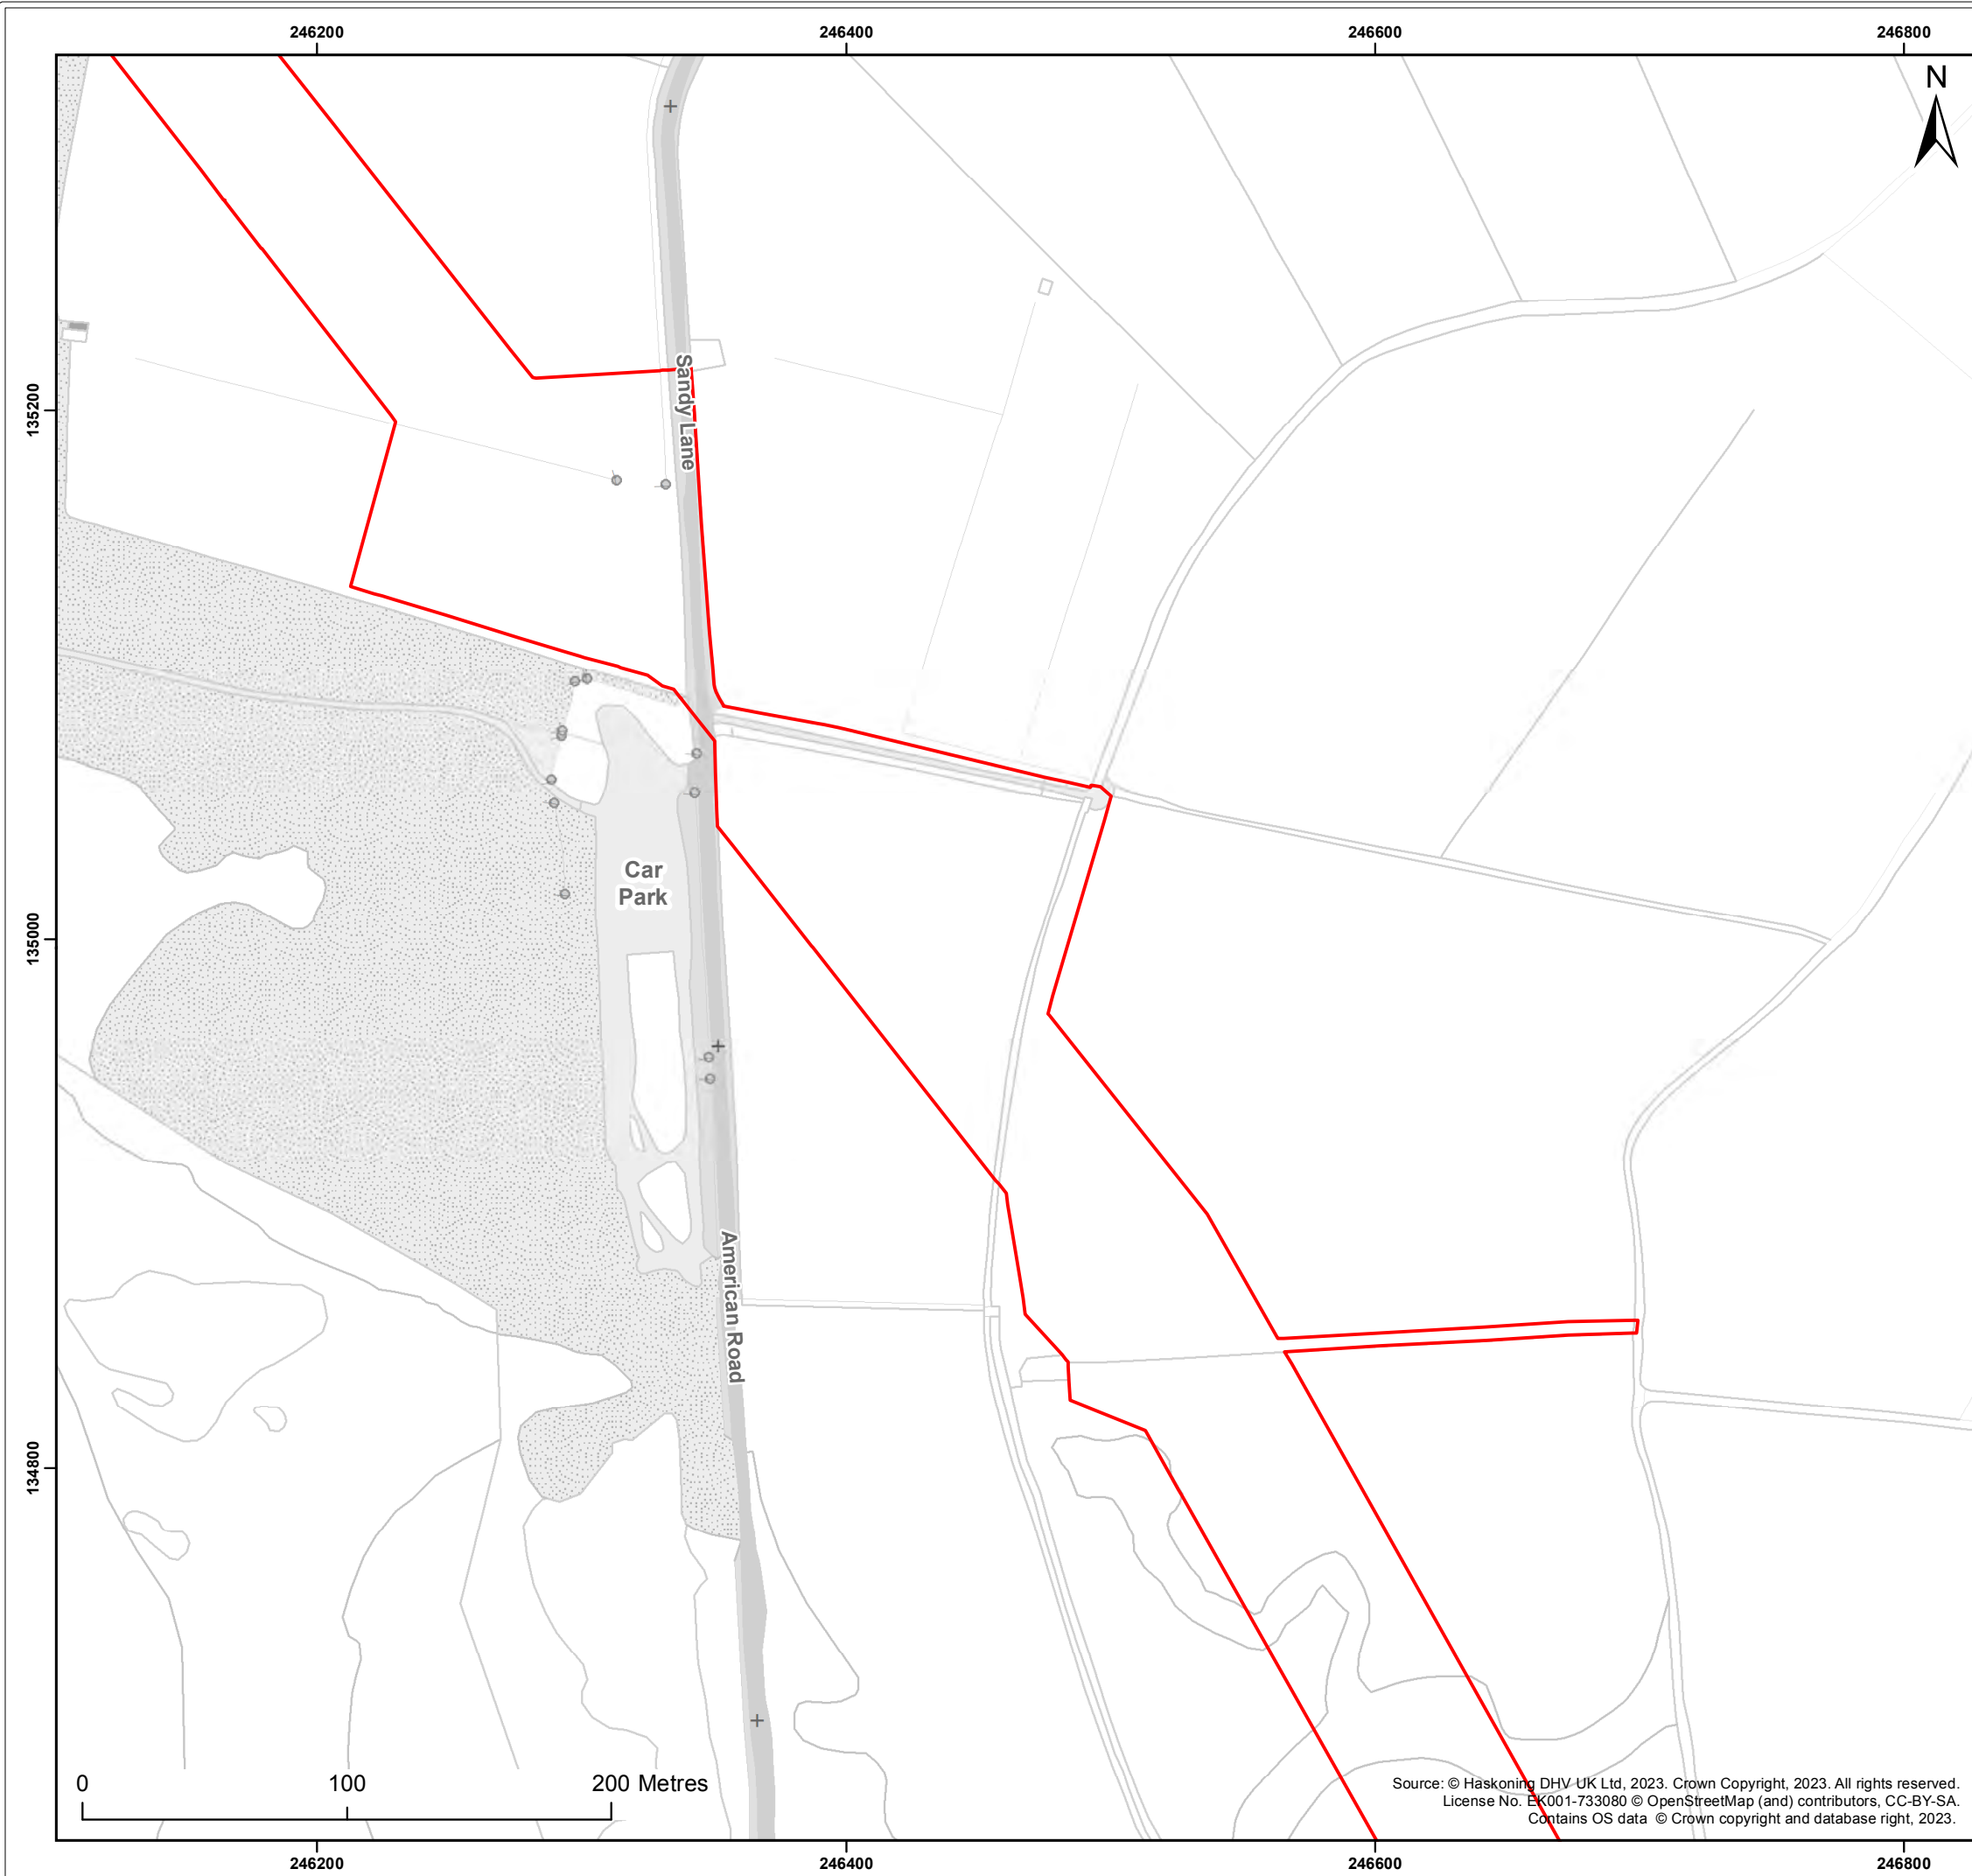 246200
246400
246600
246800
N
135200
Sandy Lane
135000
Car
Park
American Road
134800
0
100
200 Metres
Source: © Haskoning DHV UK Ltd, 2023. Crown Copyright, 2023. All rights reserved.
License No. EK001-733080 © OpenStreetMap (and) contributors, CC-BY-SA.
Contains OS data © Crown copyright and database right, 2023.
246200
246400
246600
246800